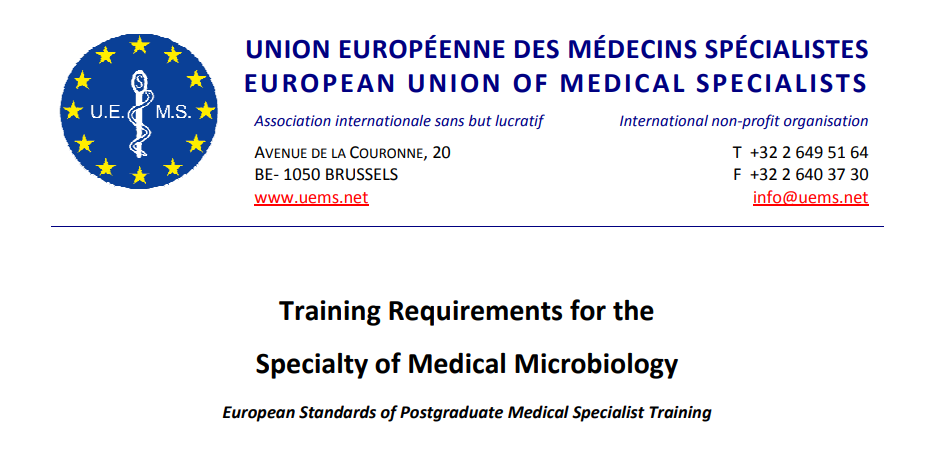 U.E. M.S.
UNION EUROPÉENNE DES MÉDECINS SPÉCIALISTES
EUROPEAN UNION OF MEDICAL SPECIALISTS
Association internationale sans but lucratif International non-profit organisation
AVENUE DE LA COURONNE, 20 T +32 2 649 51 64
BE- 1050 BRUSSELS F +32 2 640 37 30
www.uems.net info@uems.net
Training Requirements for the
Specialty of Medical Microbiology
European Standards of Postgraduate Medical Specialist Training